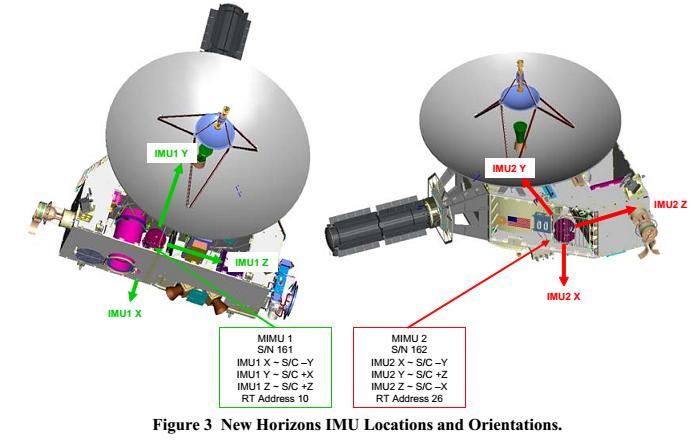 IMU1 Y
IMU1 Z
IMU1 X
IMU2 Y
IMU2 Z
IMU2 X
MIMU 1
S/N 161
IMU1 X ~ S/C –Y
IMU1 Y ~ S/C +X
IMU1 Z ~ S/C +Z
RT Address 10
MIMU 2
S/N 162
IMU2 X ~ S/C –Y
IMU2 Y ~ S/C +Z
IMU2 Z ~ S/C –X
RT Address 26
Figure 3 New Horizons IMU Locations and Orientations.